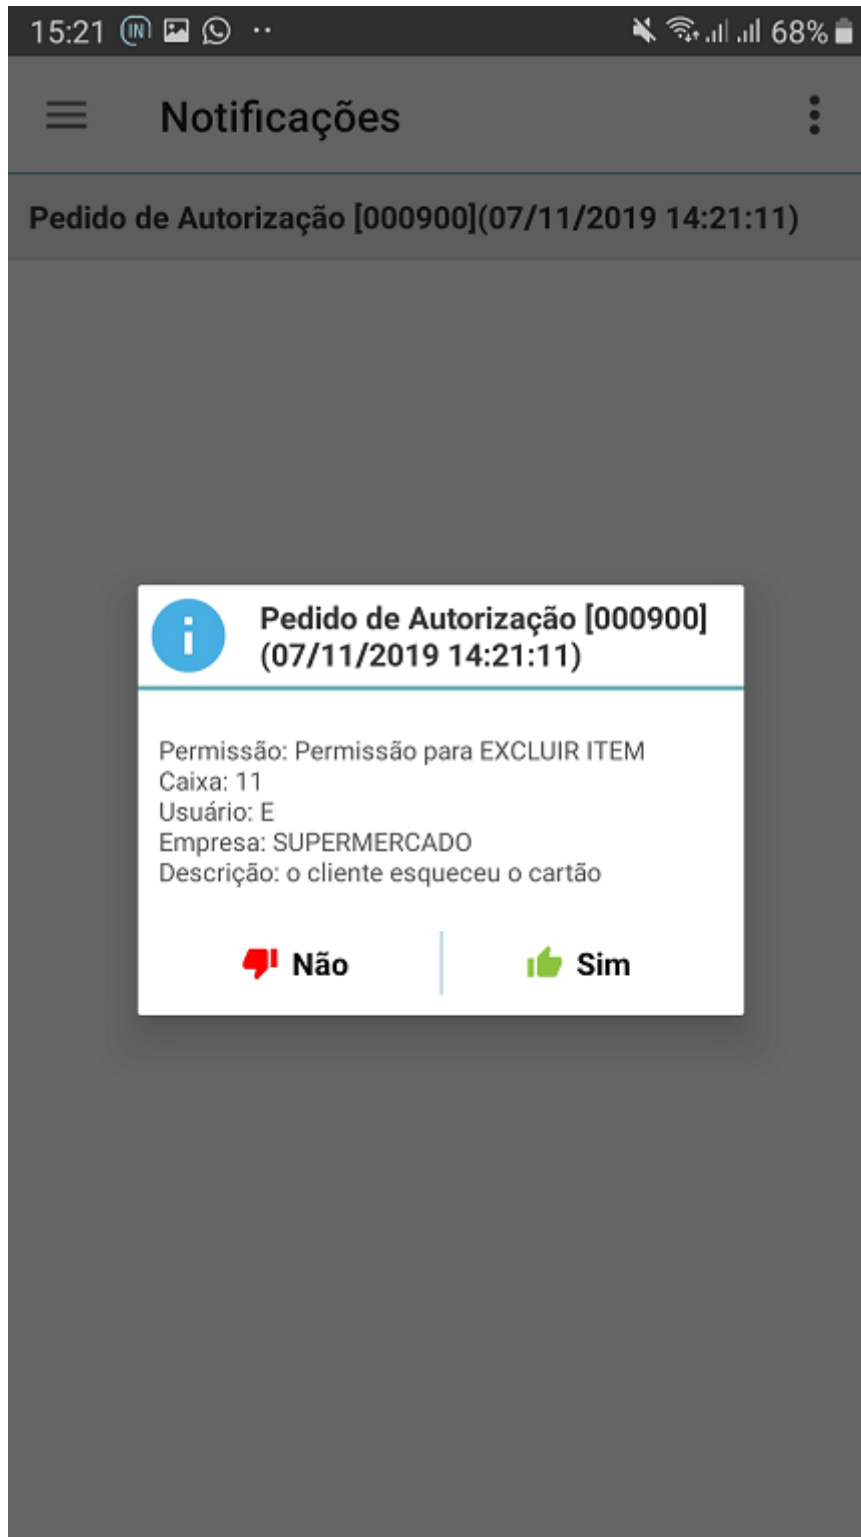 15:21 68%
Notificações
Pedido de Autorização [000900](07/11/2019 14:21:11)
Pedido de Autorização [000900]
(07/11/2019 14:21:11)
Permissão: Permissão para EXCLUIR ITEM
Caixa: 11
Usuário: E
Empresa: SUPERMERCADO
Descrição: o cliente esqueceu o cartão
Não Sim